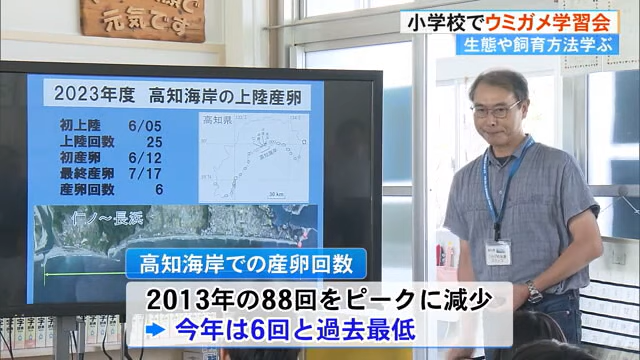 小学校でウミガメ学習会
生態や飼育方法学ぶ
元気です
2023年度 高知海岸の上陸産卵
初上陸 6/05
上陸回数 25
初産卵 6/12
最終産卵 7/17
産卵回数 6
高知県
高知海岸
30 km
仁ノ～長浜
高知海岸での産卵回数
2013年の88回をピークに減少
➡ 今年は6回と過去最低